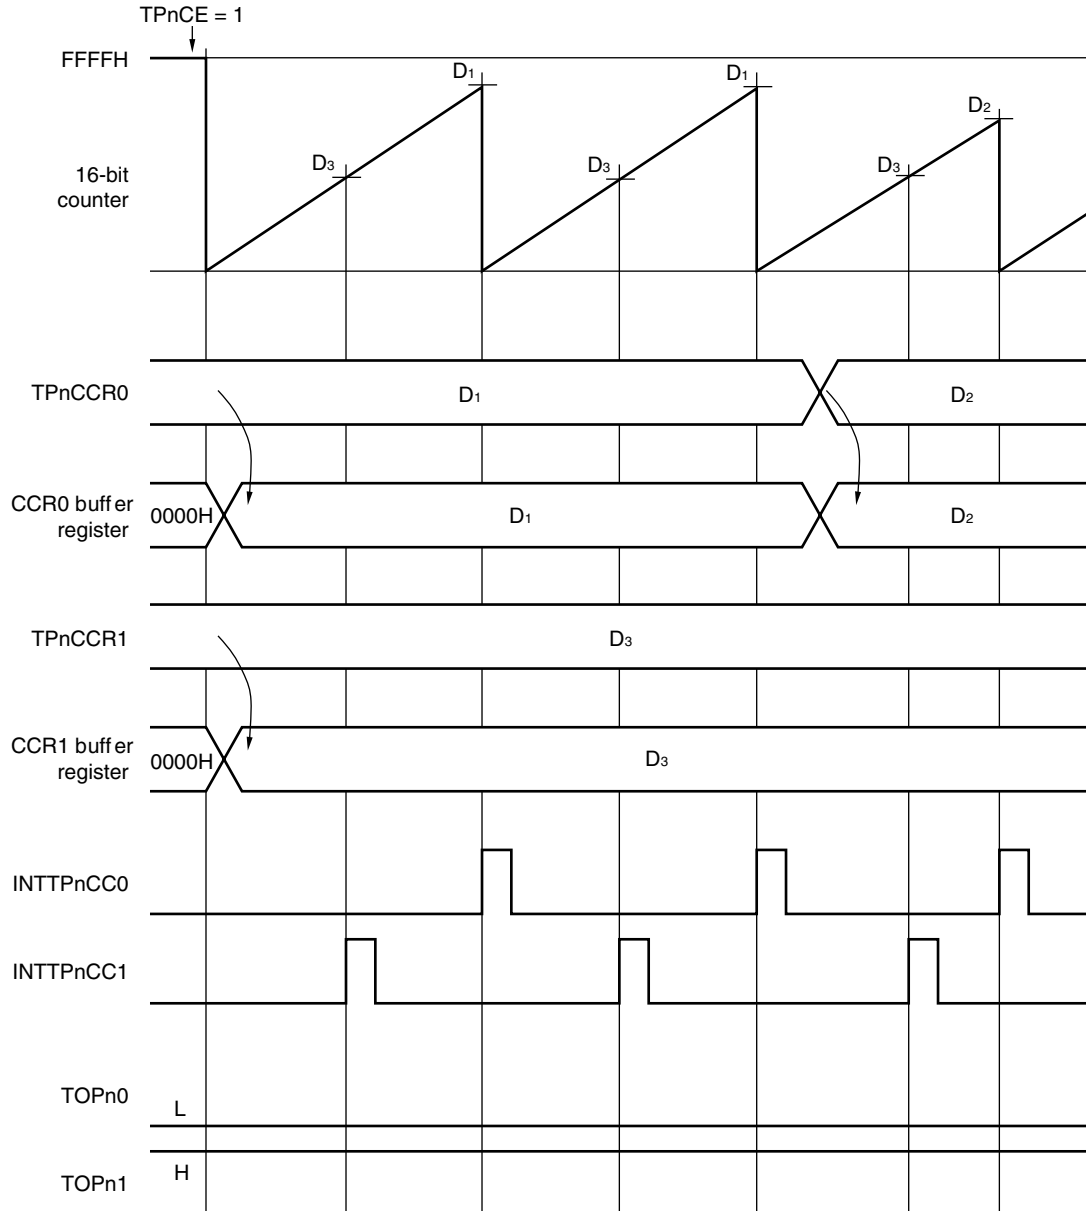 TPnCE = 1
FFFFH
D1
D1
D2
D3
D3
D3
16-bit
counter
TPnCCR0
D1
D2
CCR0 buffer
register
0000H
D1
D2
TPnCCR1
D3
CCR1 buffer
register
0000H
D3
INTTPnCC0
INTTPnCC1
TOPn0
L
H
TOPn1